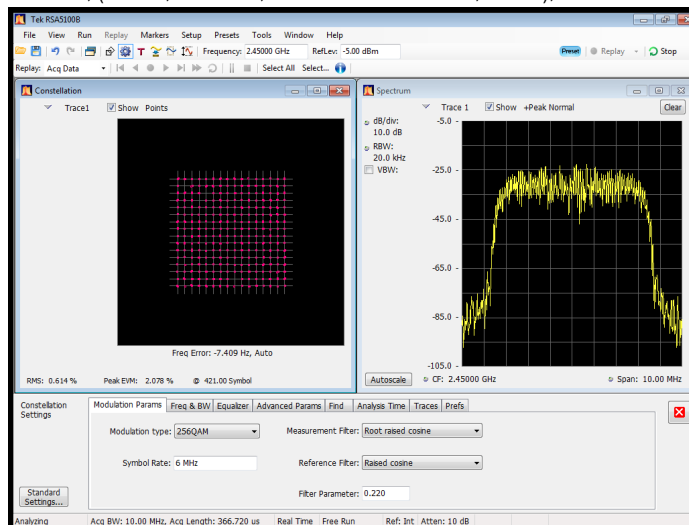 Tek RSA5100B
File View Run Replay Markers Setup Presets Tools Window Help
T Frequency: 2.45000 GHz RefLev: -5.00 dBm Preset Replay Stop
Replay: Acq Data Select All Select...
Constellation
Trace1 Show Points
Freq Error: -7.409 Hz, Auto
RMS: 0.614 % Peak EVM: 2.078 % @ 421.00 Symbol
Spectrum
Trace 1 Show +Peak Normal Clear
dB/div: -5.0
10.0 dB
RBW:
20.0 kHz
VBW: -25.0
-45.0
-65.0
-85.0
-105.0
Autoscale CF: 2.45000 GHz Span: 10.00 MHz
Constellation Settings
Modulation Params Freq & BW Equalizer Advanced Params Find Analysis Time Traces Prefs
Modulation type: 256QAM Measurement Filter: Root raised cosine
Symbol Rate: 6 MHz Reference Filter: Raised cosine
Filter Parameter: 0.220
Standard Settings...
Analyzing Acq BW: 10.00 MHz, Acq Length: 366.720 us Real Time Free Run Ref: Int Atten: 10 dB